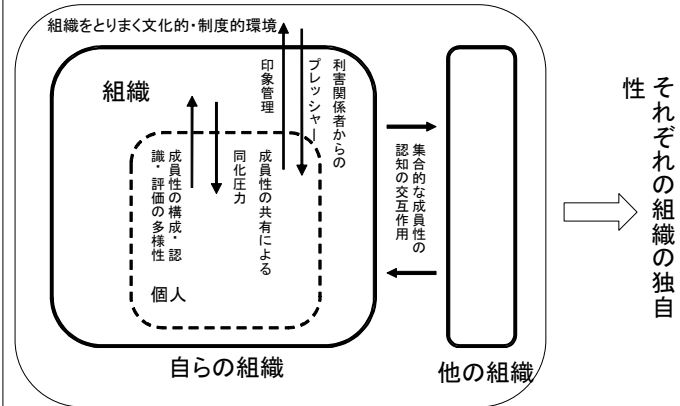 組織をとりまく文化的・制度的環境
組織
印象管理
利害関係者からの
プレッシャー
成員性の構成・認
識・評価の多様性
成員性の共有による
同化圧力
個人
集合的な成員性の
認知の交互作用
自らの組織
他の組織
それぞれの組織の独自
性